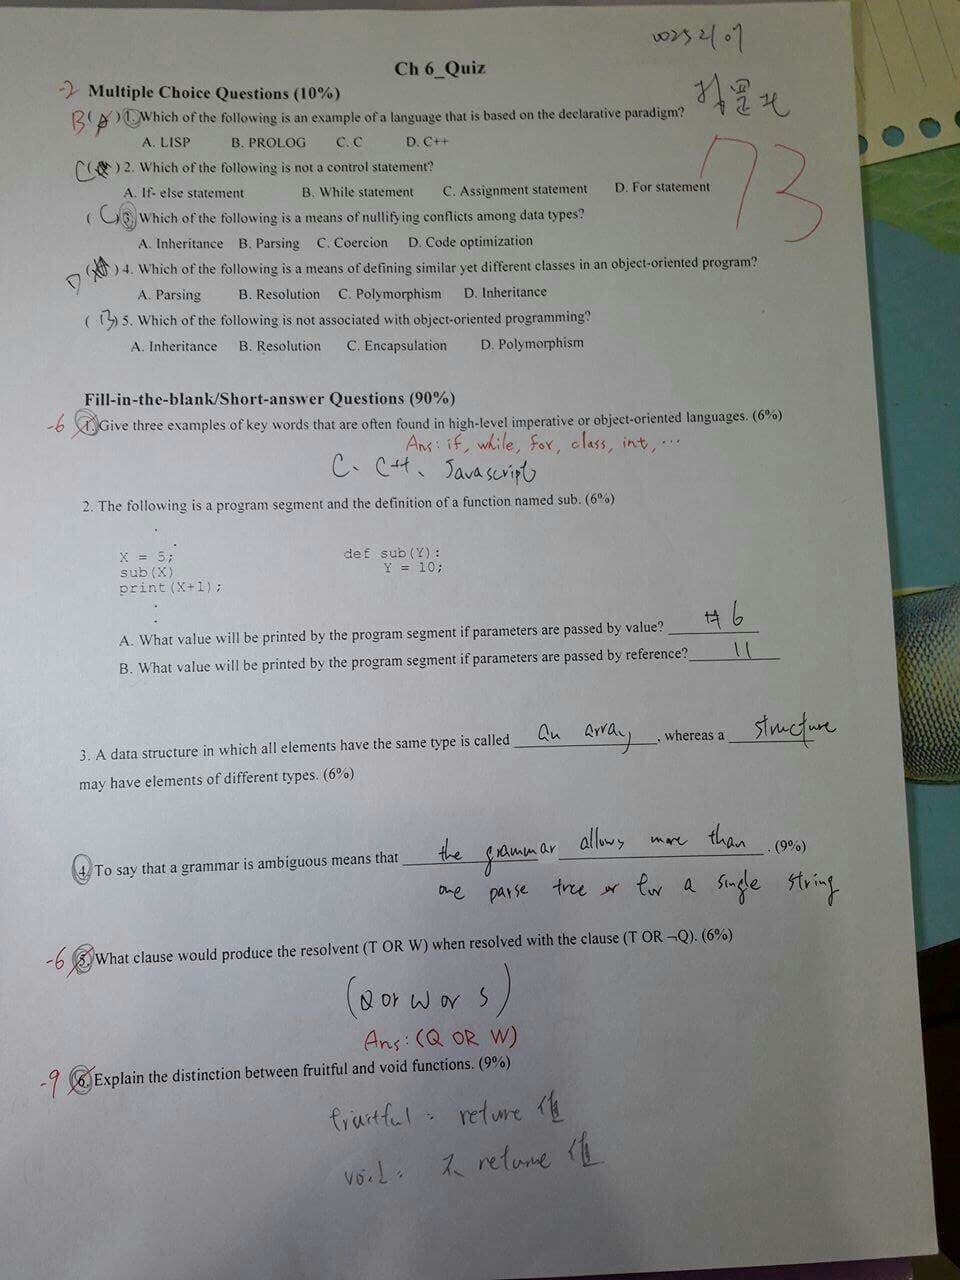 00252107
Ch 6_Quiz
73
-2 Multiple Choice Questions (10%)
B ( ) 1. Which of the following is an example of a language that is based on the declarative paradigm?
A. LISP B. PROLOG C. C D. C++
C ( ) 2. Which of the following is not a control statement?
A. If- else statement B. While statement C. Assignment statement D. For statement
( C ) 3. Which of the following is a means of nullifying conflicts among data types?
A. Inheritance B. Parsing C. Coercion D. Code optimization
D ( ) 4. Which of the following is a means of defining similar yet different classes in an object-oriented program?
A. Parsing B. Resolution C. Polymorphism D. Inheritance
( B ) 5. Which of the following is not associated with object-oriented programming?
A. Inheritance B. Resolution C. Encapsulation D. Polymorphism
Fill-in-the-blank/Short-answer Questions (90%)
-6 1. Give three examples of key words that are often found in high-level imperative or object-oriented languages. (6%)
Ans: if, while, for, class, int, ...
C、C++、Javascript
2. The following is a program segment and the definition of a function named sub. (6%)
.
.
X = 5; def sub(Y):
sub(X) Y = 10;
print(X+1);
.
.
A. What value will be printed by the program segment if parameters are passed by value? 6
B. What value will be printed by the program segment if parameters are passed by reference? 11
3. A data structure in which all elements have the same type is called an array, whereas a structure
may have elements of different types. (6%)
4. To say that a grammar is ambiguous means that the grammar allows more than. (9%)
one parse tree for a single string
-6 5. What clause would produce the resolvent (T OR W) when resolved with the clause (T OR ¬Q). (6%)
(Q or W or S)
Ans: (Q OR W)
-9 6. Explain the distinction between fruitful and void functions. (9%)
fruitful: reture 值
void: 不 retume 值